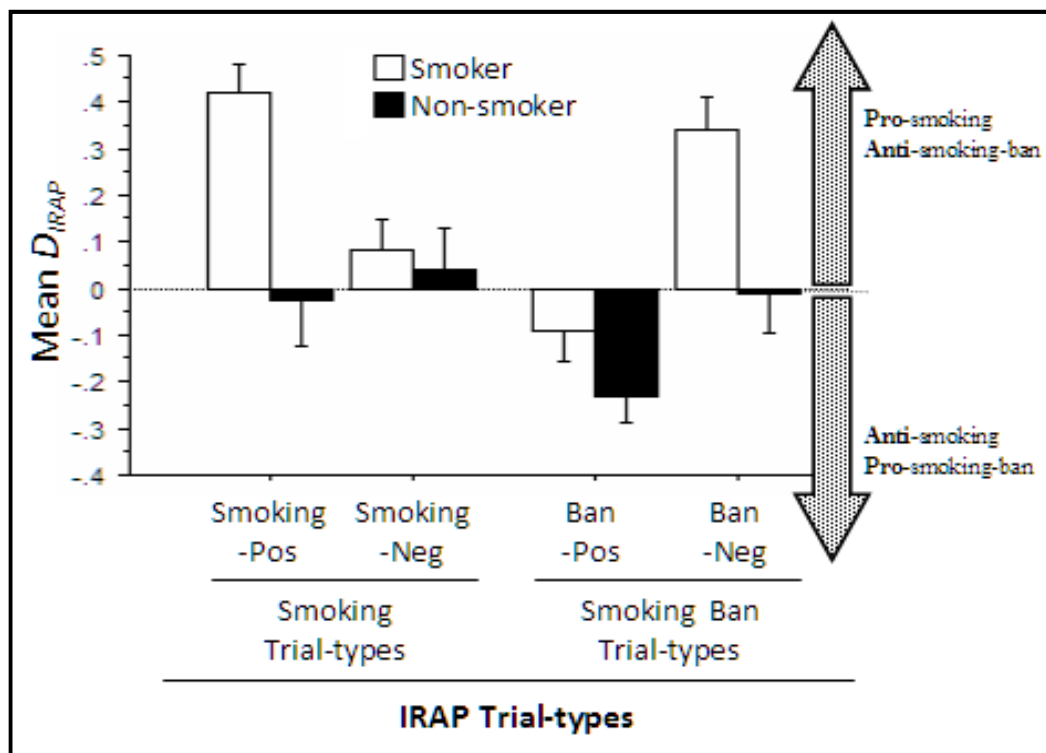 Smoker
Non-smoker
Mean D_IRAP
.5
.4
.3
.2
.1
0
-.1
-.2
-.3
-.4
Pro-smoking
Anti-smoking-ban
Anti-smoking
Pro-smoking-ban
Smoking
-Pos
Smoking
-Neg
Ban
-Pos
Ban
-Neg
Smoking
Trial-types
Smoking Ban
Trial-types
IRAP Trial-types